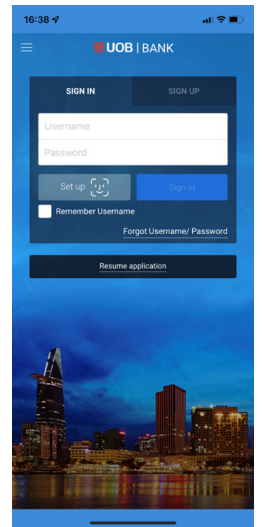 16:38
UOB | BANK
SIGN IN
SIGN UP
Username
Password
Set up
Sign in
Remember Username
Forgot Username/ Password
Resume application